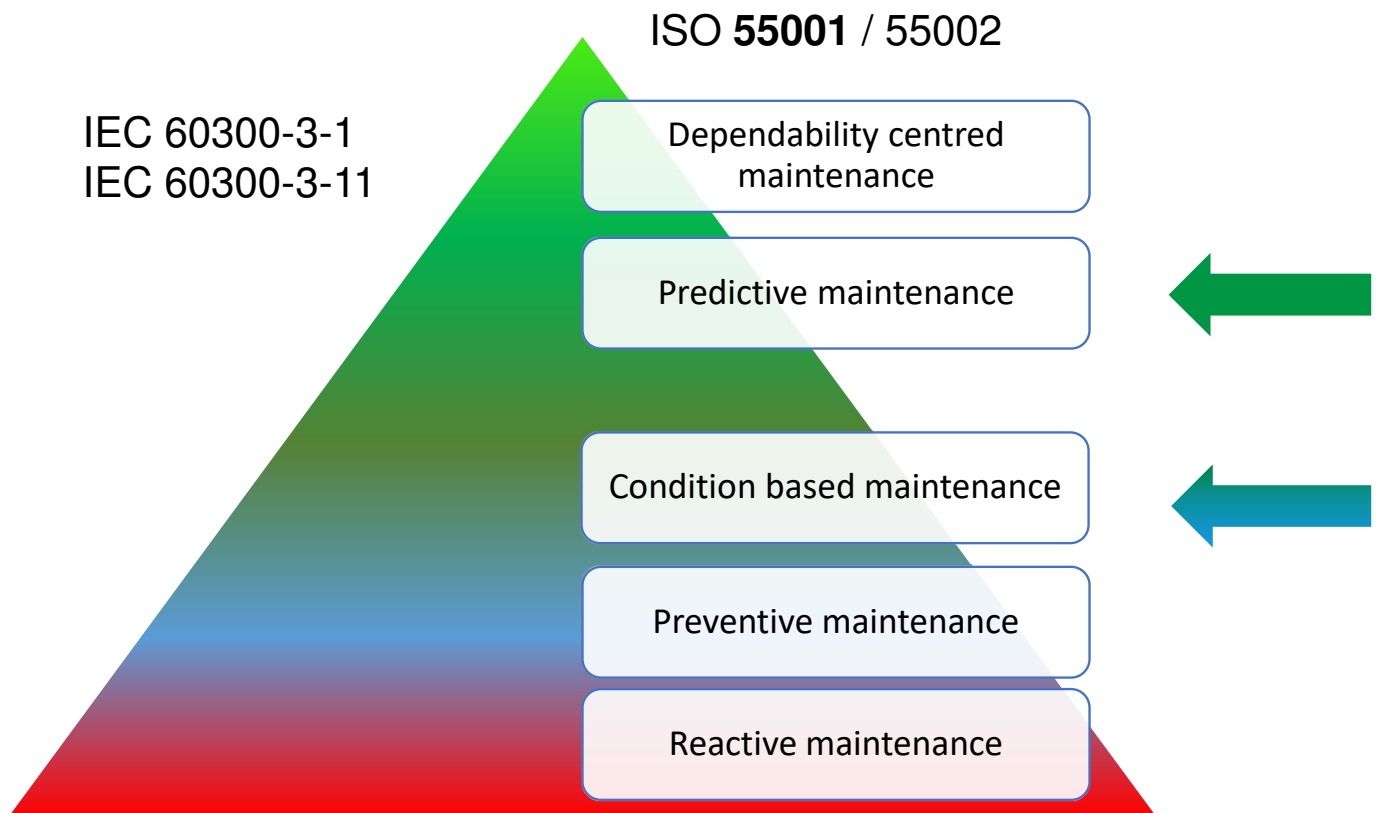 ISO 55001 / 55002
IEC 60300-3-1
IEC 60300-3-11
Dependability centred
maintenance
Predictive maintenance
Condition based maintenance
Preventive maintenance
Reactive maintenance